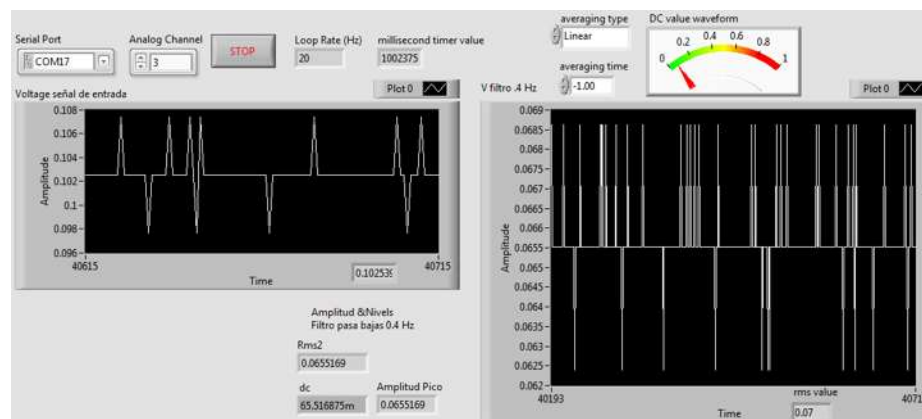 averaging type
DC value waveform
Serial Port
Analog Channel
STOP
Loop Rate (Hz)
millisecond timer value
Linear
COM17
3
20
1002375
averaging time
-1.00
0 0.2 0.4 0.6 0.8 1
Voltage señal de entrada
Plot 0
V filtro .4 Hz
Plot 0
0.108
0.106
0.104
0.102
0.1
0.098
0.096
Amplitude
40615
40715
Time
0.102539
0.069
0.0685
0.068
0.0675
0.067
0.0665
0.066
0.0655
0.065
0.0645
0.064
0.0635
0.063
0.0625
0.062
Amplitude
40193
Time
Amplitud &Nivels
Filtro pasa bajas 0.4 Hz
Rms2
0.0655169
dc
Amplitud Pico
65.516875m
0.0655169
rms value
0.07